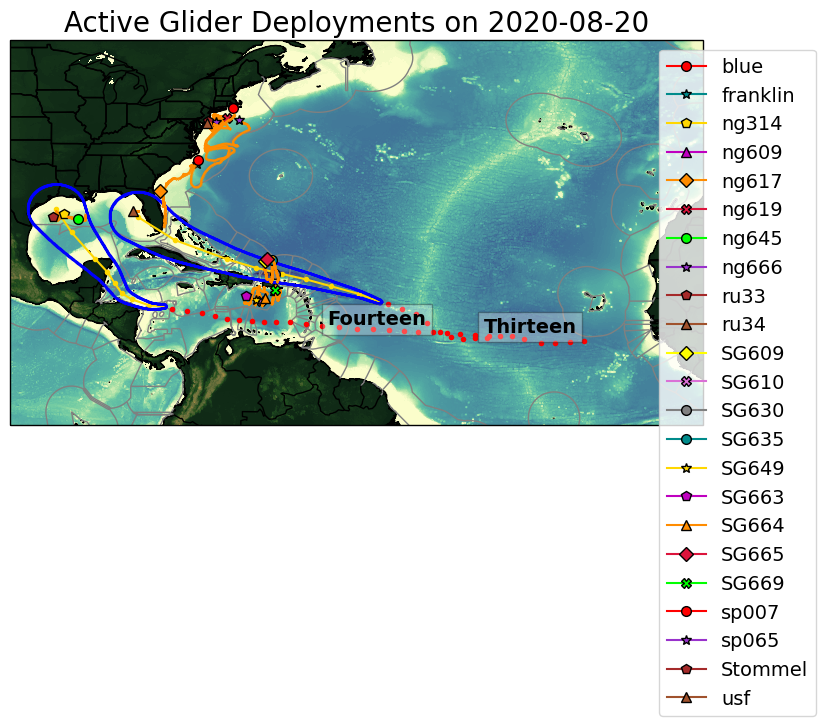 Active Glider Deployments on 2020-08-20
blue
franklin
ng314
ng609
ng617
ng619
ng645
ng666
ru33
ru34
SG609
SG610
SG630
SG635
SG649
SG663
SG664
SG665
SG669
sp007
sp065
Stommel
usf
Fourteen
Thirteen